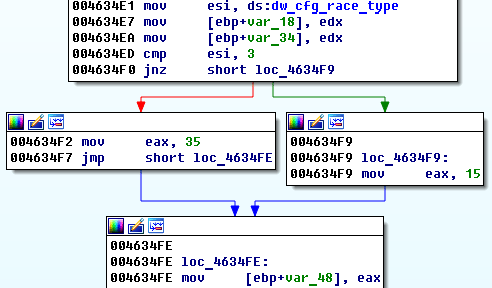 004634E1 mov     esi, ds:dw_cfg_race_type
004634E7 mov     [ebp+var_18], edx
004634EA mov     [ebp+var_34], edx
004634ED cmp     esi, 3
004634F0 jnz     short loc_4634F9
004634F2 mov     eax, 35
004634F7 jmp     short loc_4634FE
004634F9
004634F9 loc_4634F9:
004634F9 mov     eax, 15
004634FE
004634FE loc_4634FE:
004634FE mov     [ebp+var_48], eax